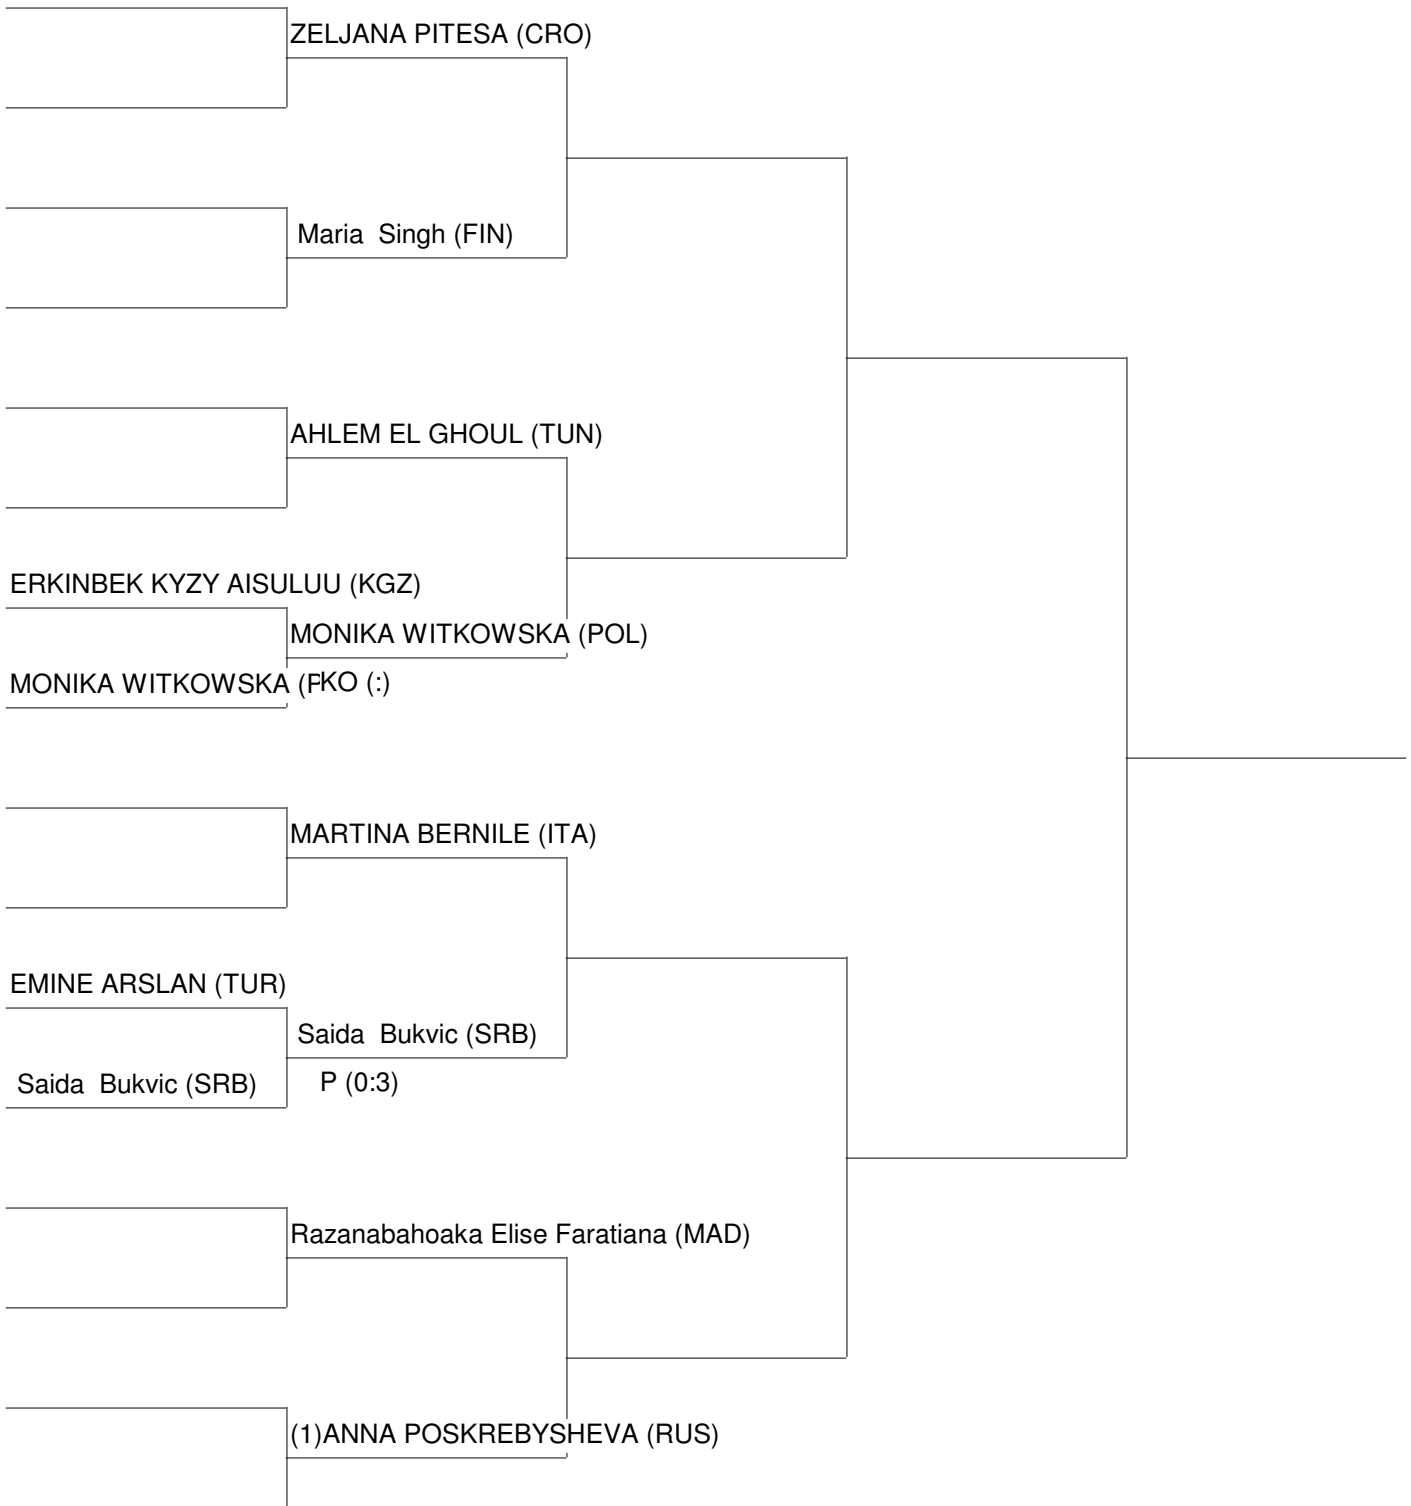 ZELJANA PITESA (CRO)
Maria  Singh (FIN)
AHLEM EL GHOUL (TUN)
ERKINBEK KYZY AISULUU (KGZ)
MONIKA WITKOWSKA (POL)
MONIKA WITKOWSKA (PKO (:)
MARTINA BERNILE (ITA)
EMINE ARSLAN (TUR)
Saida  Bukvic (SRB)
Saida  Bukvic (SRB) P (0:3)
Razanabahoaka Elise Faratiana (MAD)
(1)ANNA POSKREBYSHEVA (RUS)